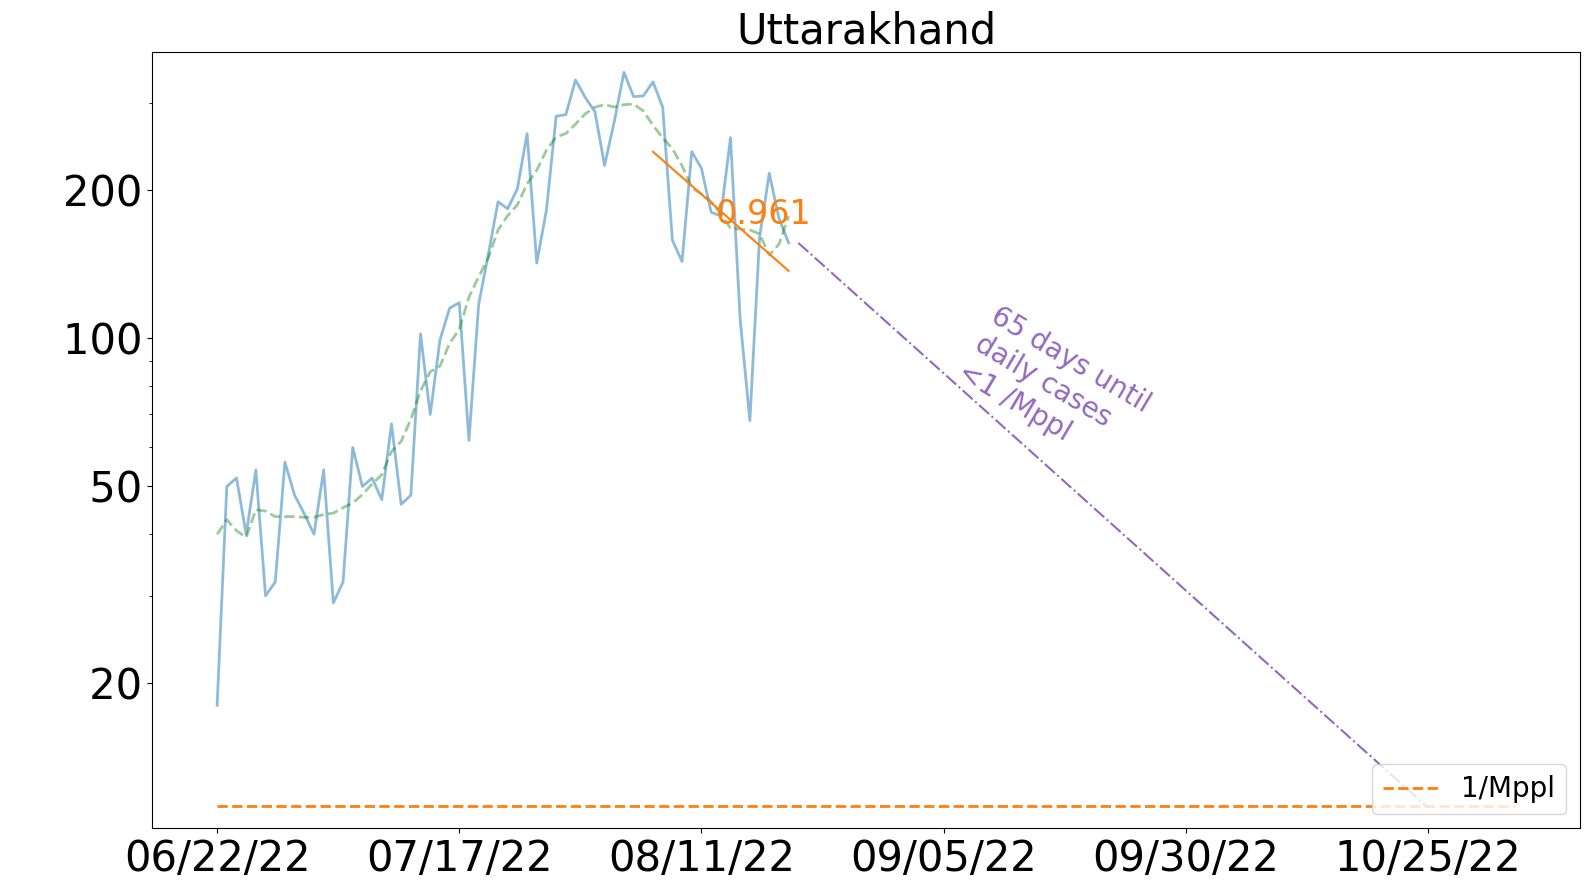 Uttarakhand
200
100
50
20
0.961
65 days until
daily cases
<1 /Mppl
1/Mppl
06/22/22
07/17/22
08/11/22
09/05/22
09/30/22
10/25/22